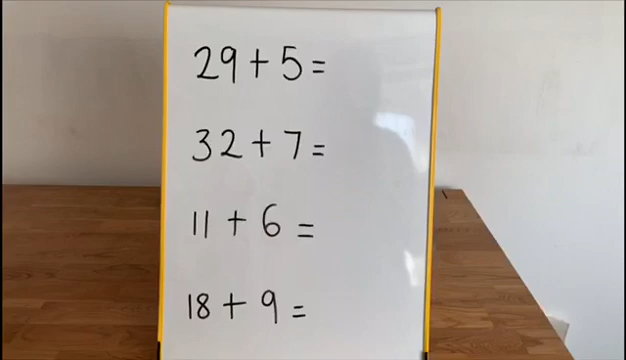 29 + 5 =
32 + 7 =
11 + 6 =
18 + 9 =